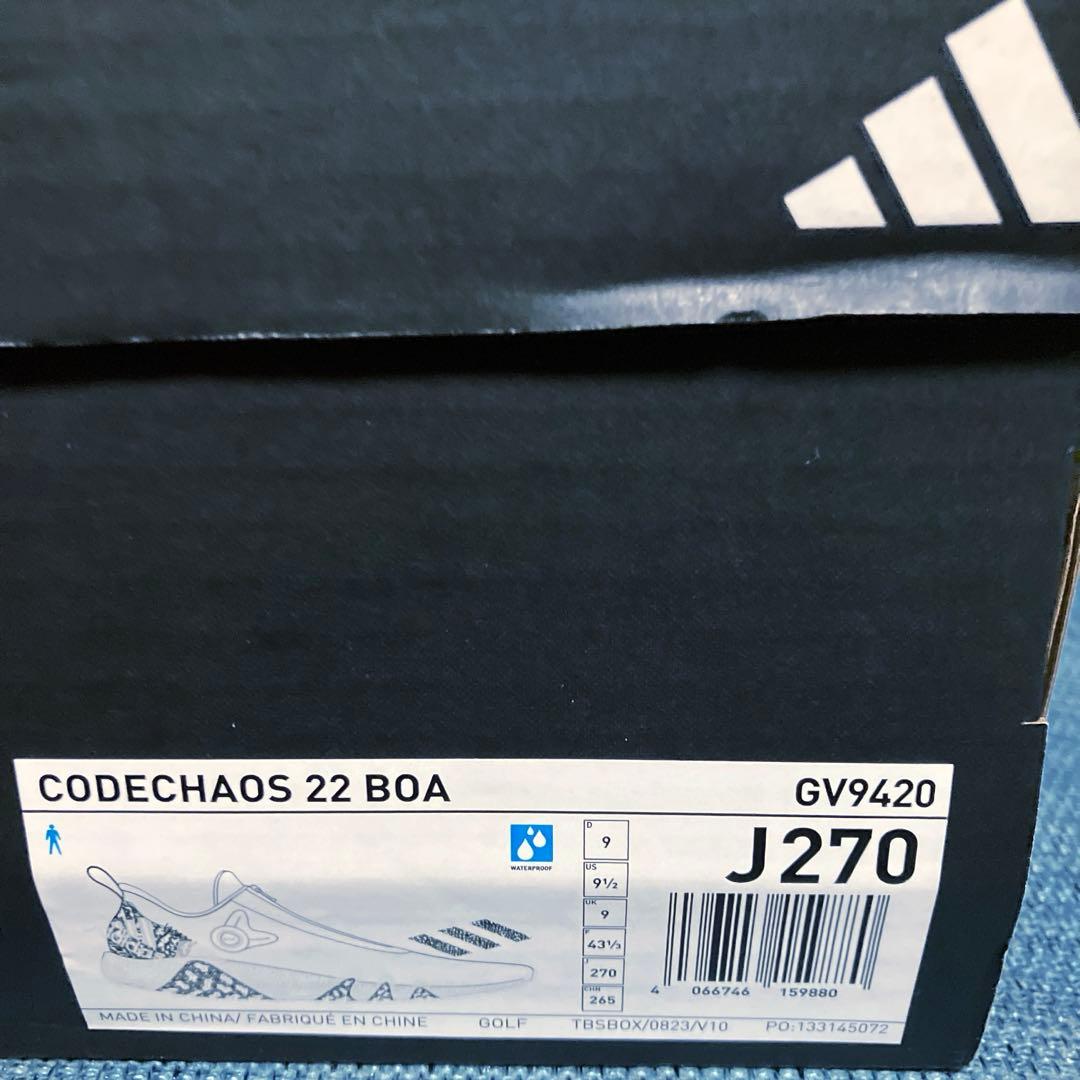 CODECHAOS 22 BOA GV9420
J270
WATERPROOF
D 9
US 9½
UK 9
F 43⅓
J 270
CHN 265
4 066746 159880
MADE IN CHINA/ FABRIQUÉ EN CHINE GOLF TBSBOX/0823/V10 PO:133145072